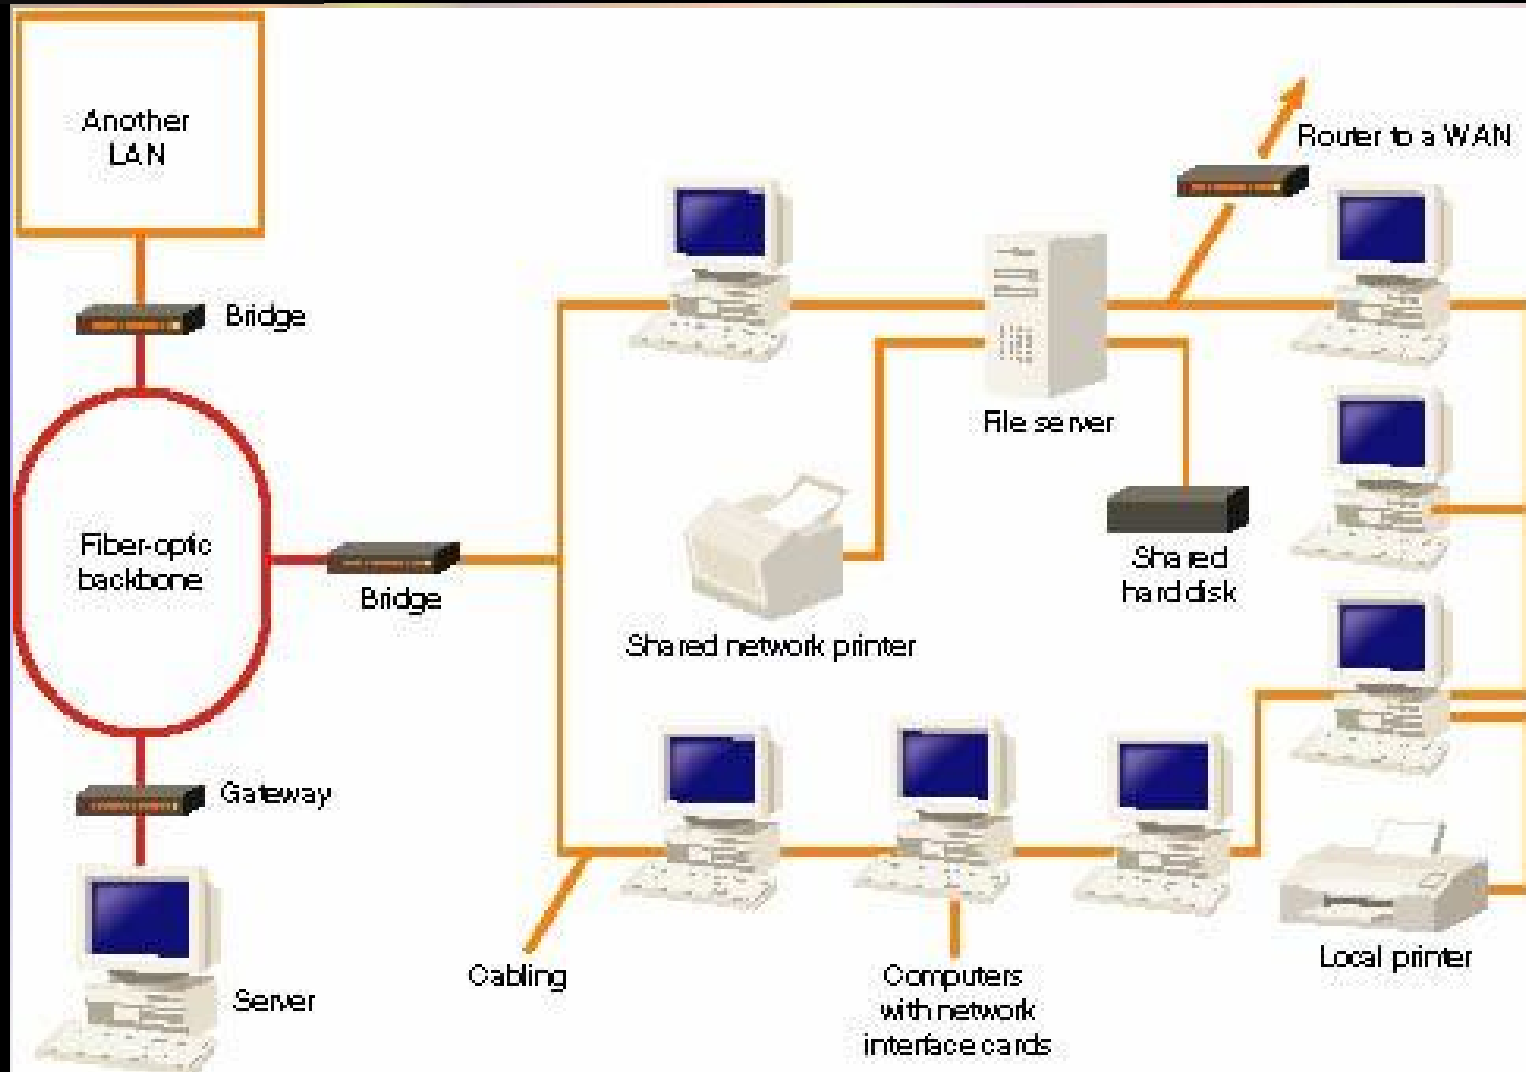 Another
LAN
Router to a WAN
Bridge
File server
Fiber-optic
backbone
Bridge
Shared
hard disk
Shared network printer
Gateway
Server
Cabling
Computers
with network
interface cards
Local printer